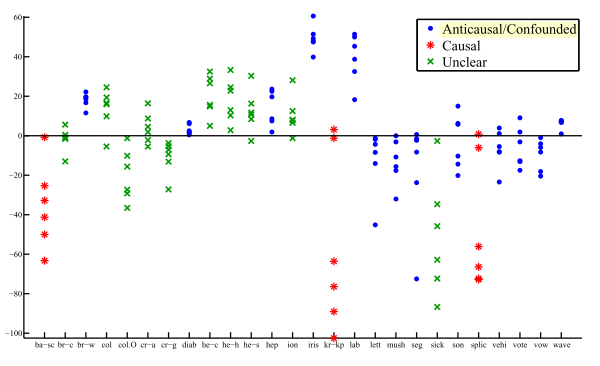 Anticausal/Confounded
Causal
Unclear
60
40
20
0
−20
−40
−60
−80
−100
ba−sc br−c br−w col col.O cr−a cr−g diab he−c he−h he−s hep ion iris kr−kp lab lett mush seg sick son splic vehi vote vow wave